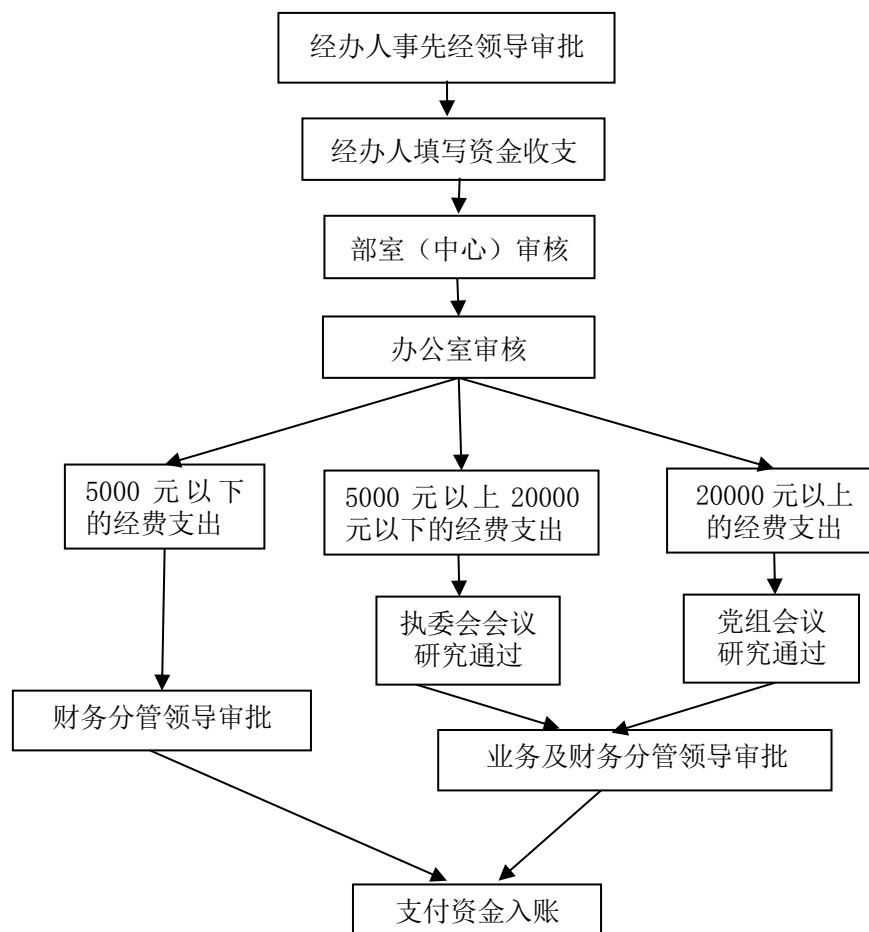 经办人事先经领导审批
经办人填写资金收支
部室（中心）审核
办公室审核
5000 元以下
的经费支出
5000 元以上 20000
元以下的经费支出
20000 元以上
的经费支出
执委会会议
研究通过
党组会议
研究通过
财务分管领导审批
业务及财务分管领导审批
支付资金入账